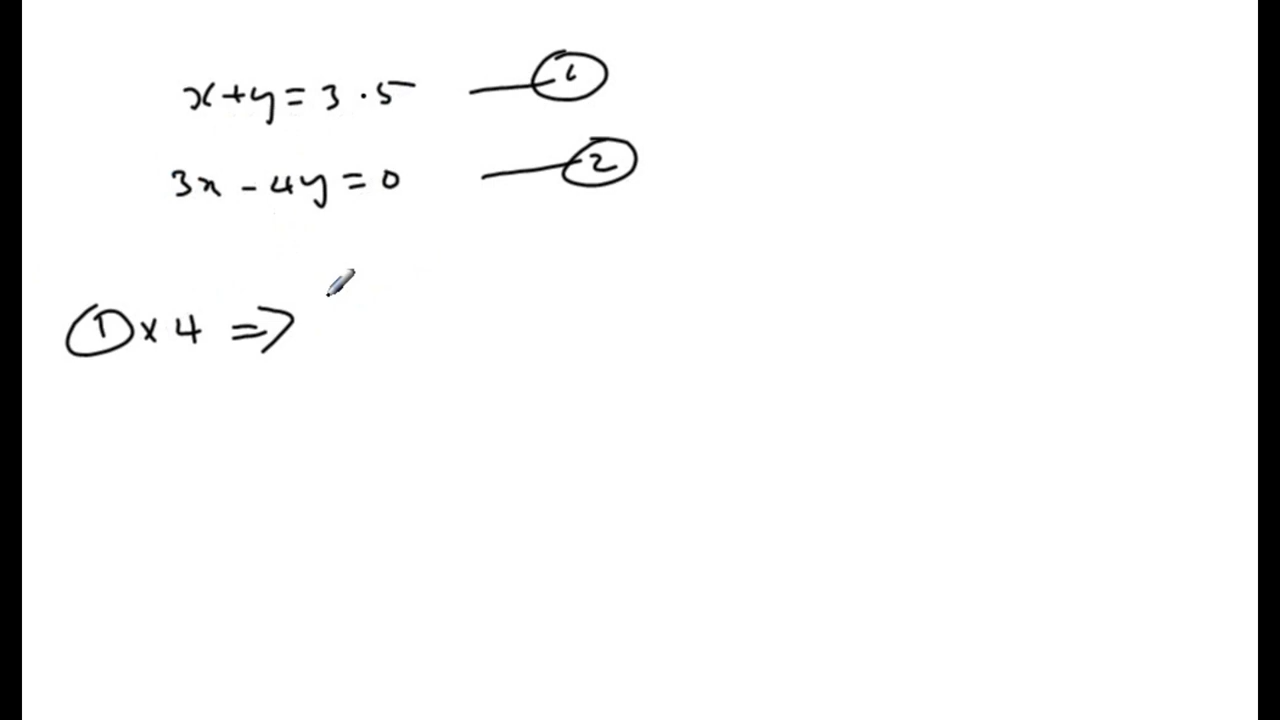 x+y=3.5 — ①
3x-4y=0 — ②
①×4 ⇒